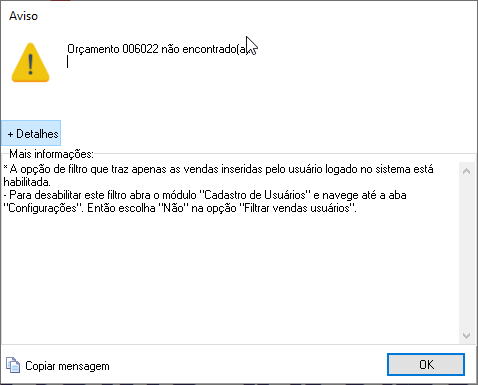 Aviso
Orçamento 006022 não encontrado(a
+ Detalhes
Mais informações:
* A opção de filtro que traz apenas as vendas inseridas pelo usuário logado no sistema está
habilitada.
- Para desabilitar este filtro abra o módulo "Cadastro de Usuários" e navege até a aba
"Configurações". Então escolha "Não" na opção "Filtrar vendas usuários".
Copiar mensagem
OK